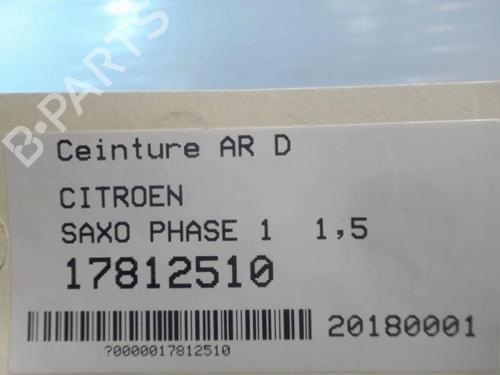 B-PARTS
Ceinture AR D
CITROEN
SAXO PHASE 1 1,5
17812510
20180001
?0000017812510